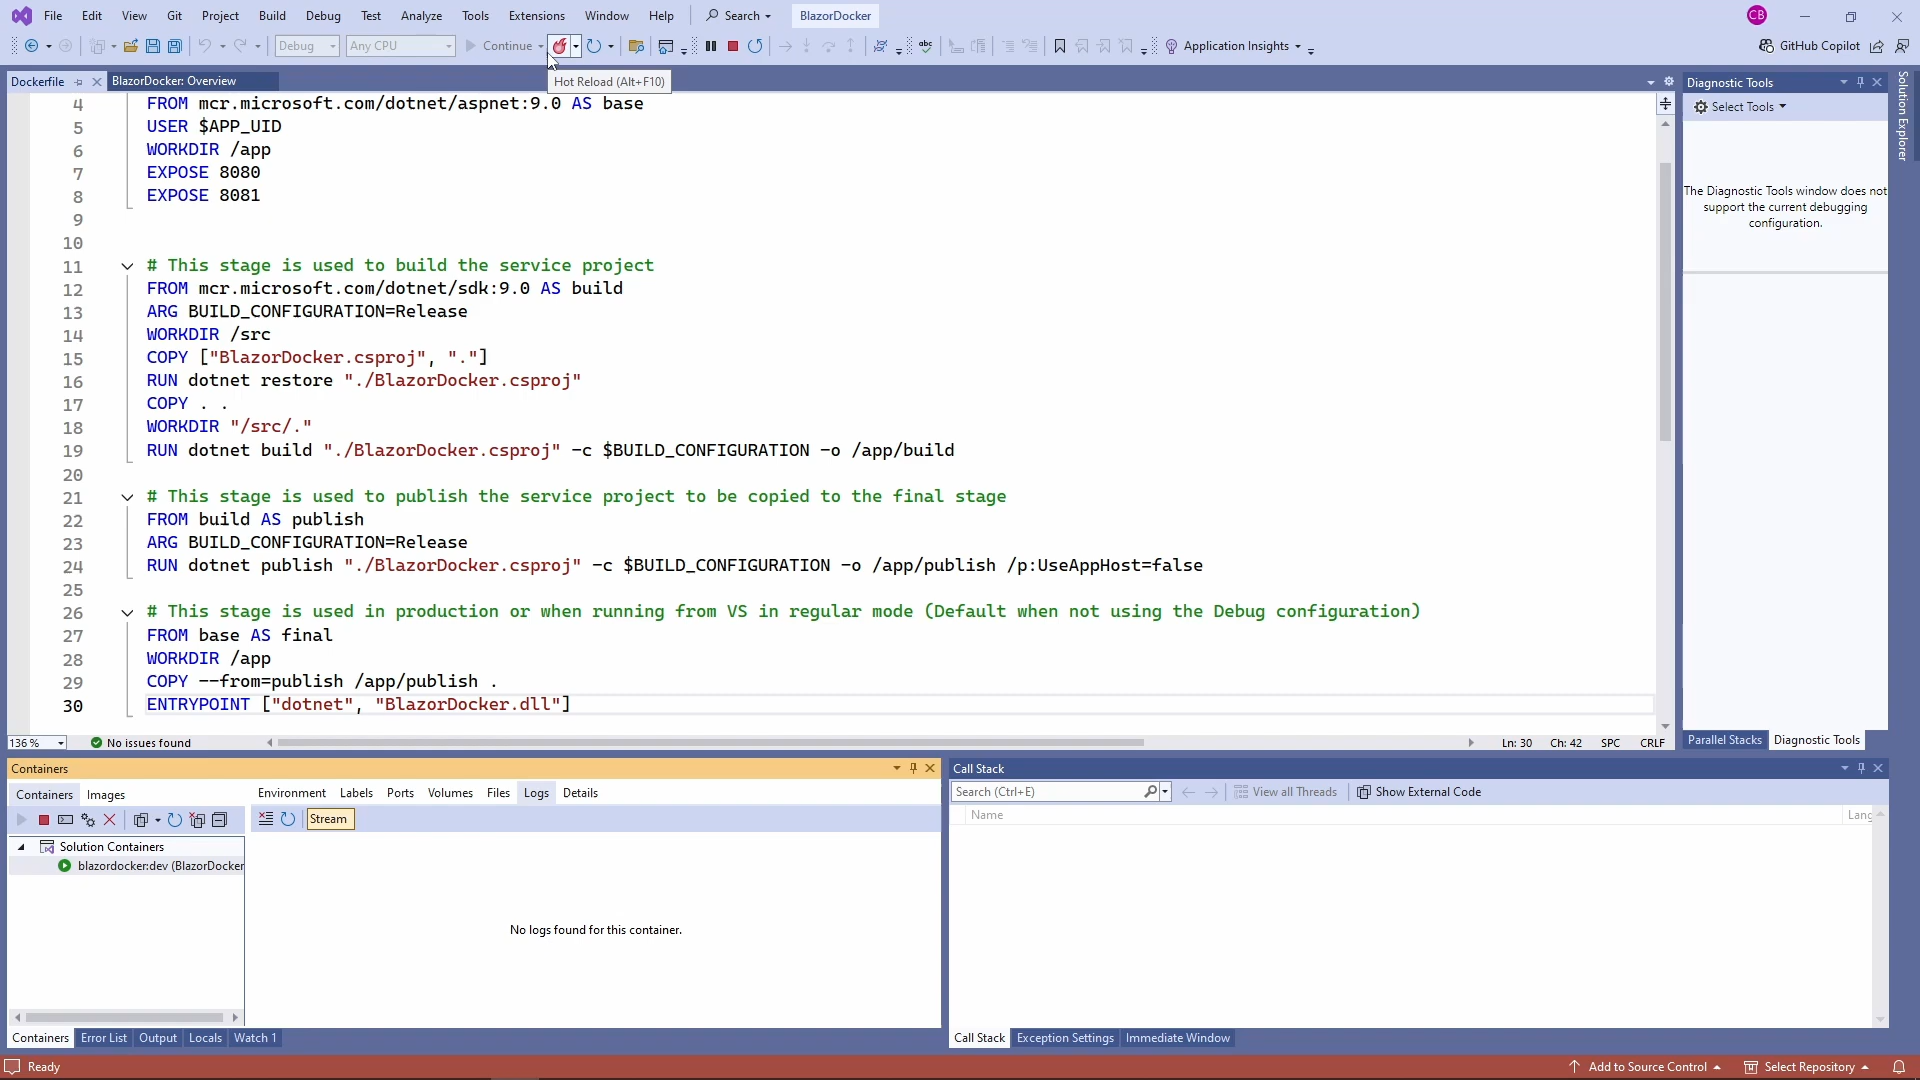 File Edit View Git Project Build Debug Test Analyze Tools Extensions Window Help Search BlazorDocker CB
Debug Any CPU Continue Application Insights GitHub Copilot
Hot Reload (Alt+F10)
Dockerfile BlazorDocker: Overview
4 FROM mcr.microsoft.com/dotnet/aspnet:9.0 AS base
5 USER $APP_UID
6 WORKDIR /app
7 EXPOSE 8080
8 EXPOSE 8081
9
10
11 # This stage is used to build the service project
12 FROM mcr.microsoft.com/dotnet/sdk:9.0 AS build
13 ARG BUILD_CONFIGURATION=Release
14 WORKDIR /src
15 COPY ["BlazorDocker.csproj", "."]
16 RUN dotnet restore "./BlazorDocker.csproj"
17 COPY . .
18 WORKDIR "/src/."
19 RUN dotnet build "./BlazorDocker.csproj" -c $BUILD_CONFIGURATION -o /app/build
20
21 # This stage is used to publish the service project to be copied to the final stage
22 FROM build AS publish
23 ARG BUILD_CONFIGURATION=Release
24 RUN dotnet publish "./BlazorDocker.csproj" -c $BUILD_CONFIGURATION -o /app/publish /p:UseAppHost=false
25
26 # This stage is used in production or when running from VS in regular mode (Default when not using the Debug configuration)
27 FROM base AS final
28 WORKDIR /app
29 COPY --from=publish /app/publish .
30 ENTRYPOINT ["dotnet", "BlazorDocker.dll"]
136 % No issues found Ln: 30 Ch: 42 SPC CRLF
Diagnostic Tools
Select Tools
The Diagnostic Tools window does not
support the current debugging
configuration.
Parallel Stacks Diagnostic Tools
Solution Explorer
Containers
Containers Images
Environment Labels Ports Volumes Files Logs Details
Stream
Solution Containers
blazordocker:dev (BlazorDocker
No logs found for this container.
Containers Error List Output Locals Watch 1
Call Stack
Search (Ctrl+E) View all Threads Show External Code
Name Lang
Call Stack Exception Settings Immediate Window
Ready Add to Source Control Select Repository